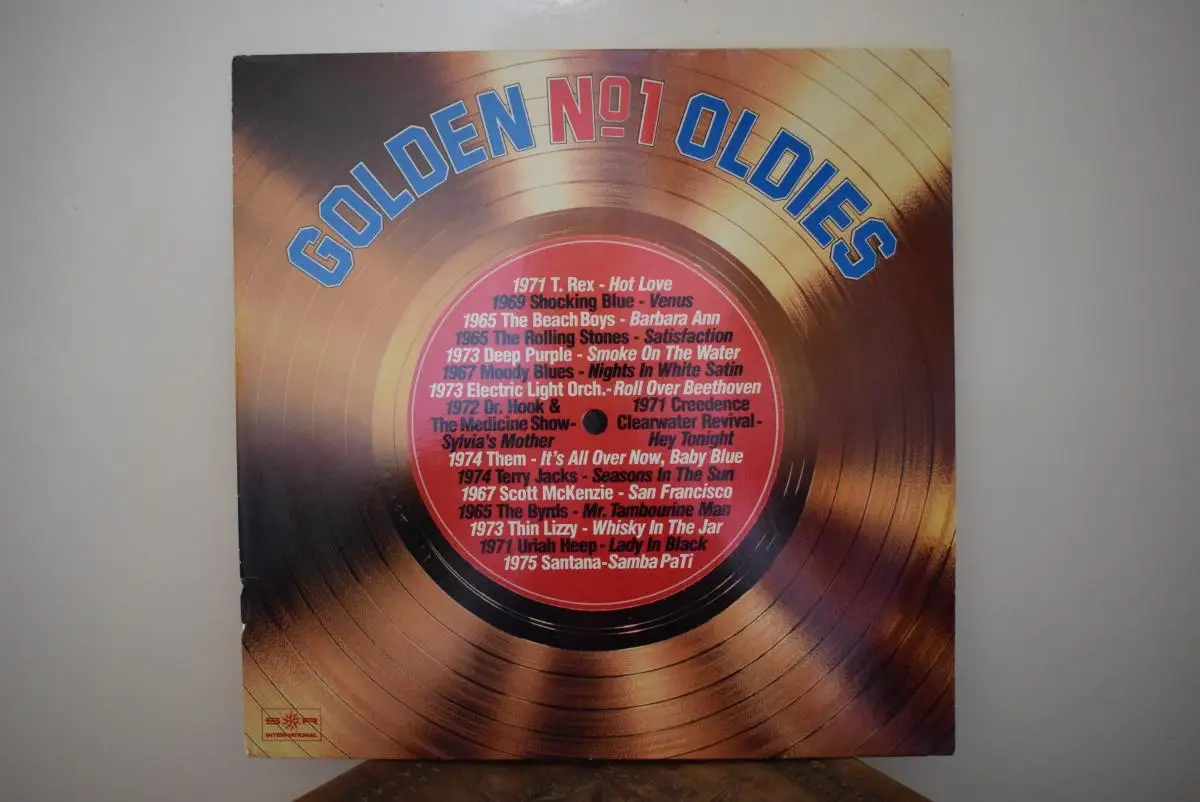 GOLDEN Nº1 OLDIES
1971 T. Rex - Hot Love
1969 Shocking Blue - Venus
1965 The Beach Boys - Barbara Ann
1965 The Rolling Stones - Satisfaction
1973 Deep Purple - Smoke On The Water
1967 Moody Blues - Nights In White Satin
1973 Electric Light Orch.- Roll Over Beethoven
1972 Dr. Hook &
The Medicine Show-
Sylvia's Mother
1971 Creedence
Clearwater Revival-
Hey Tonight
1974 Them - It's All Over Now, Baby Blue
1974 Terry Jacks - Seasons In The Sun
1967 Scott McKenzie - San Francisco
1965 The Byrds - Mr. Tambourine Man
1973 Thin Lizzy - Whisky In The Jar
1971 Uriah Heep - Lady In Black
1975 Santana-Samba PaTi
S R
INTERNATIONAL